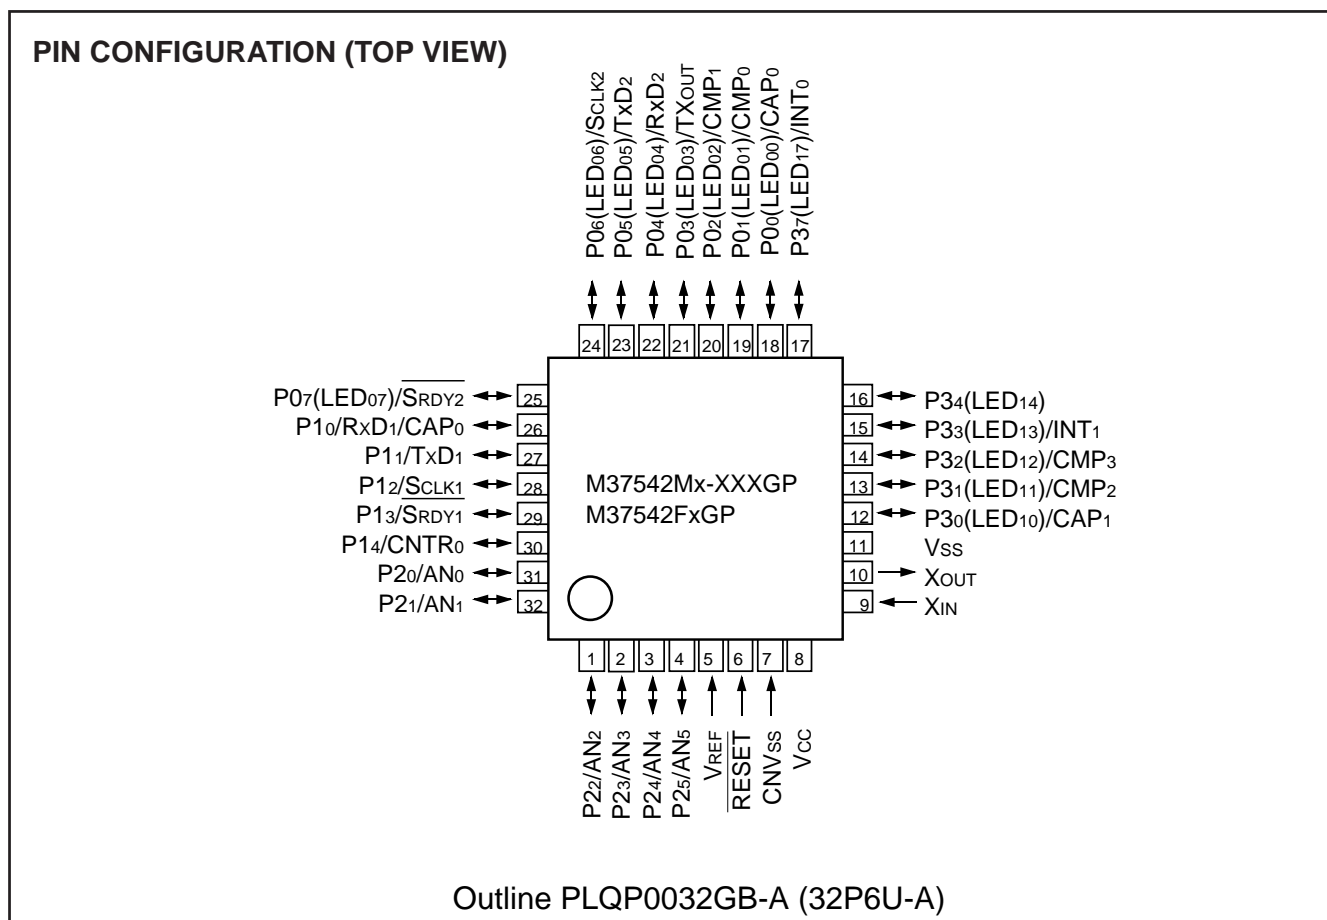 PIN CONFIGURATION (TOP VIEW)
P06(LED06)/SCLK2
P05(LED05)/TxD2
P04(LED04)/RxD2
P03(LED03)/TXOUT
P02(LED02)/CMP1
P01(LED01)/CMP0
P00(LED00)/CAP0
P37(LED17)/INT0
24 23 22 21 20 19 18 17
P07(LED07)/SRDY2 25
P10/RxD1/CAP0 26
P11/TxD1 27
P12/SCLK1 28
P13/SRDY1 29
P14/CNTR0 30
P20/AN0 31
P21/AN1 32
M37542Mx-XXXGP
M37542FxGP
16 P34(LED14)
15 P33(LED13)/INT1
14 P32(LED12)/CMP3
13 P31(LED11)/CMP2
12 P30(LED10)/CAP1
11 VSS
10 XOUT
9 XIN
1 2 3 4 5 6 7 8
P22/AN2
P23/AN3
P24/AN4
P25/AN5
VREF
RESET
CNVSS
VCC
Outline PLQP0032GB-A (32P6U-A)